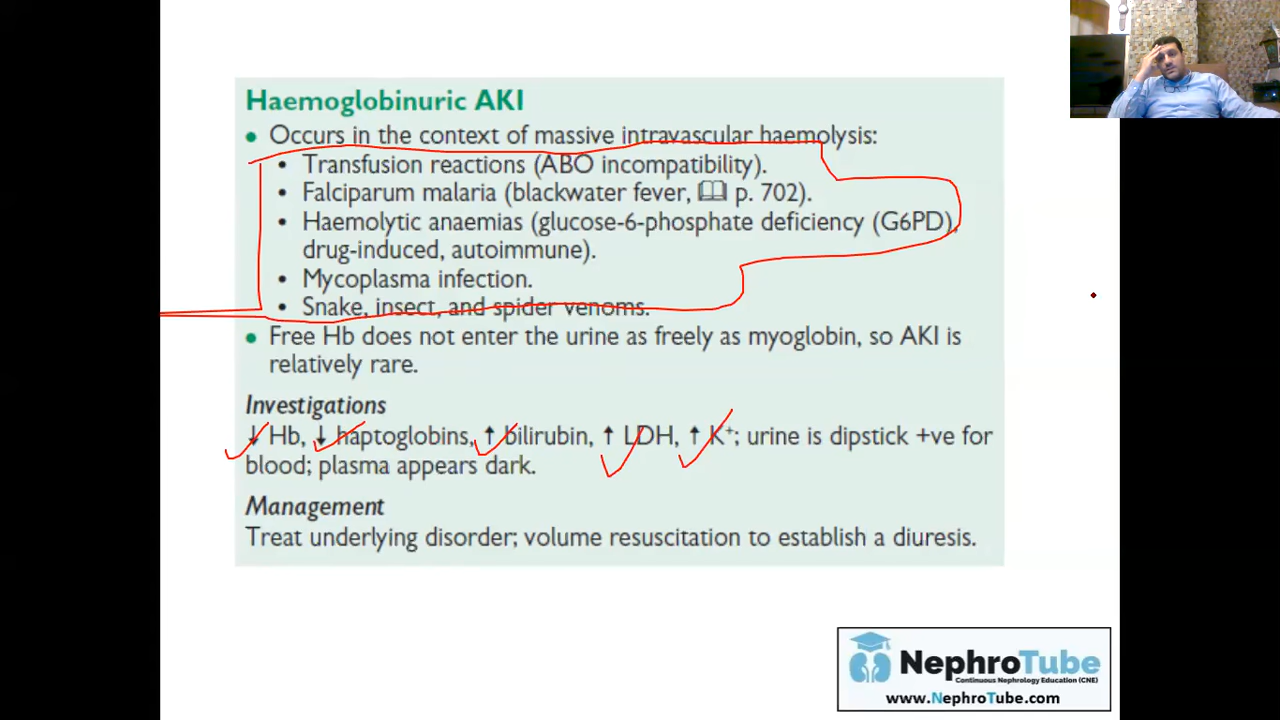 Haemoglobinuric AKI
• Occurs in the context of massive intravascular haemolysis:
• Transfusion reactions (ABO incompatibility).
• Falciparum malaria (blackwater fever, 📖 p. 702).
• Haemolytic anaemias (glucose-6-phosphate deficiency (G6PD),
drug-induced, autoimmune).
• Mycoplasma infection.
• Snake, insect, and spider venoms.
• Free Hb does not enter the urine as freely as myoglobin, so AKI is
relatively rare.
Investigations
↓ Hb, ↓ haptoglobins, ↑ bilirubin, ↑ LDH, ↑ K⁺; urine is dipstick +ve for
blood; plasma appears dark.
Management
Treat underlying disorder; volume resuscitation to establish a diuresis.
NephroTube
Continuous Nephrology Education (CNE)
www.NephroTube.com